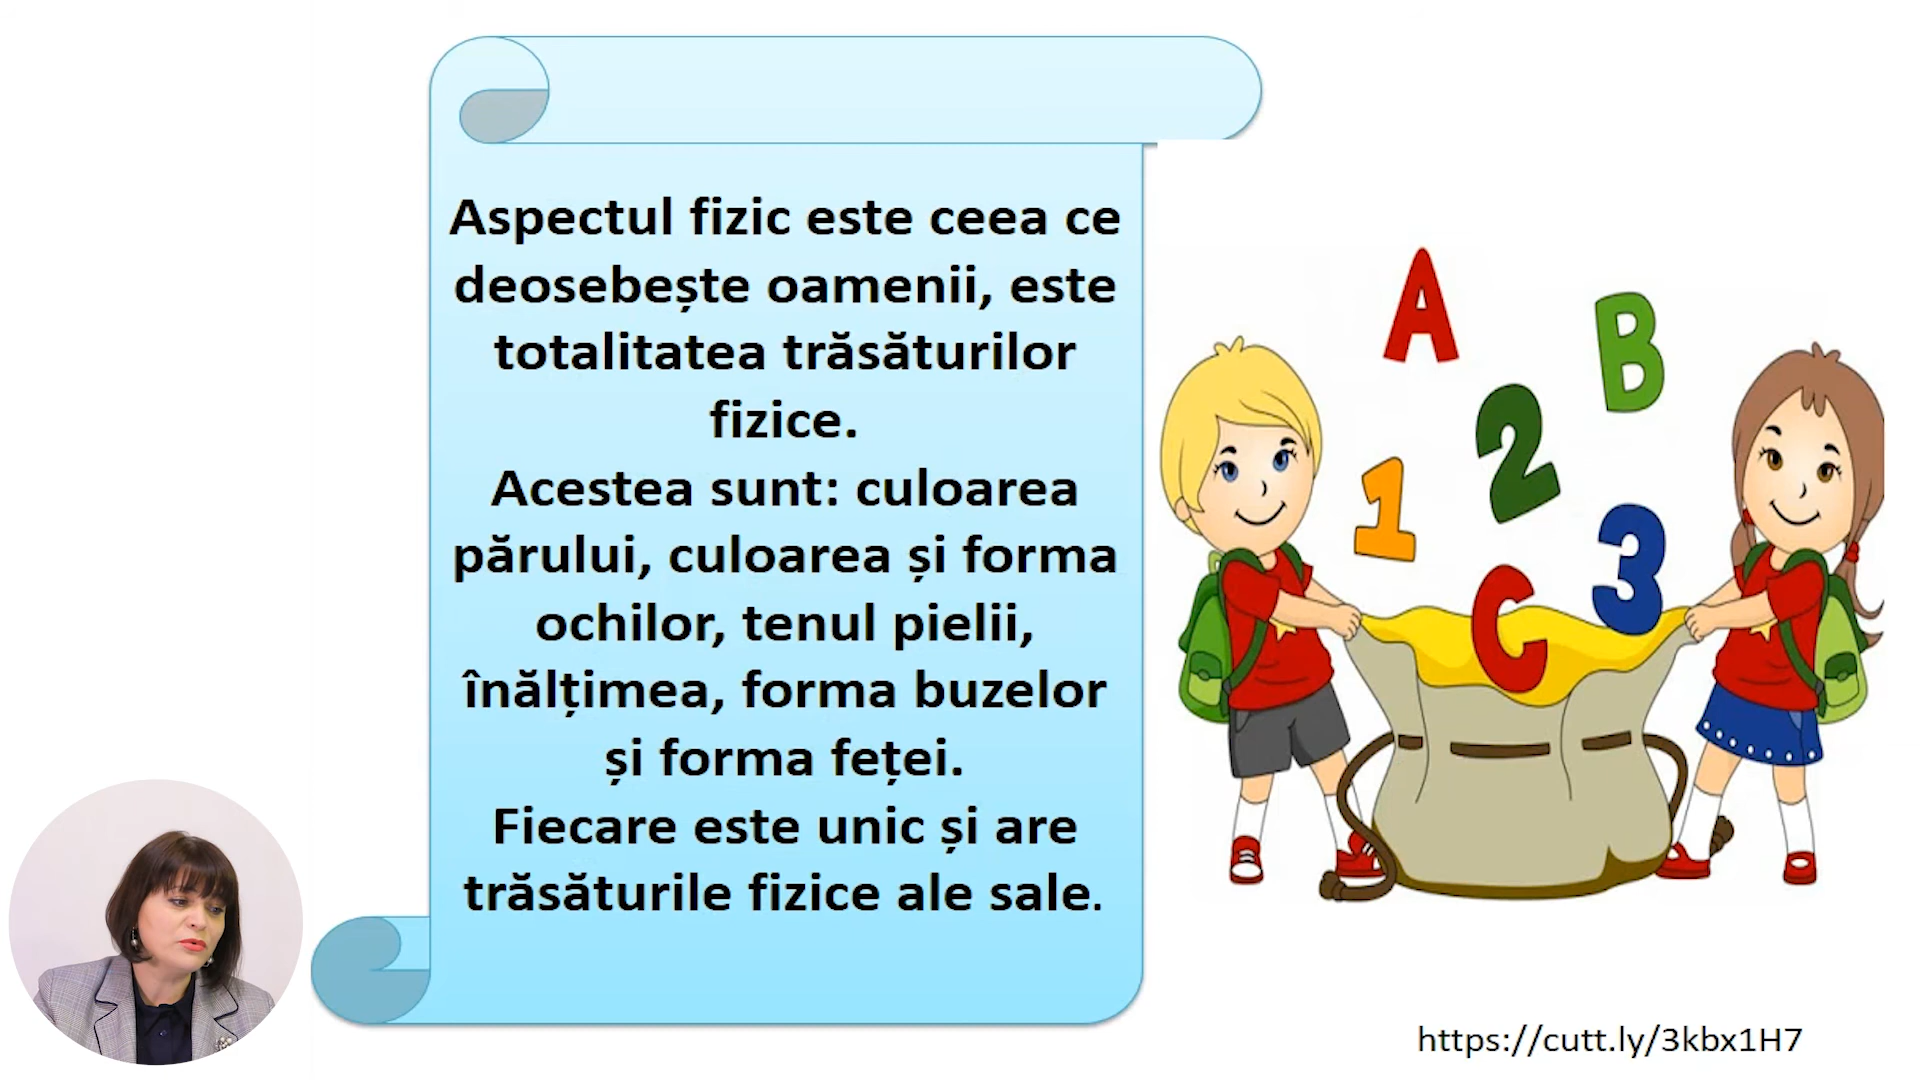 Aspectul fizic este ceea ce
deosebește oamenii, este
totalitatea trăsăturilor
fizice.
Acestea sunt: culoarea
părului, culoarea și forma
ochilor, tenul pielii,
înălțimea, forma buzelor
și forma feței.
Fiecare este unic și are
trăsăturile fizice ale sale.
A
B
2
1
3
C
https://cutt.ly/3kbx1H7